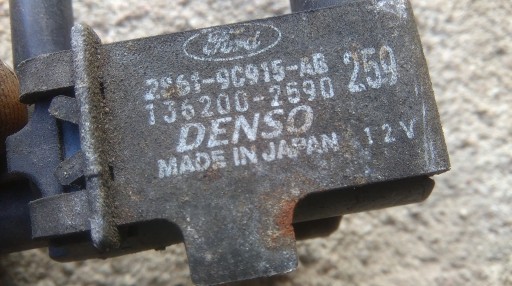 Ford
2S61-9C915-AB
136200-2590
259
DENSO
MADE IN JAPAN
12V